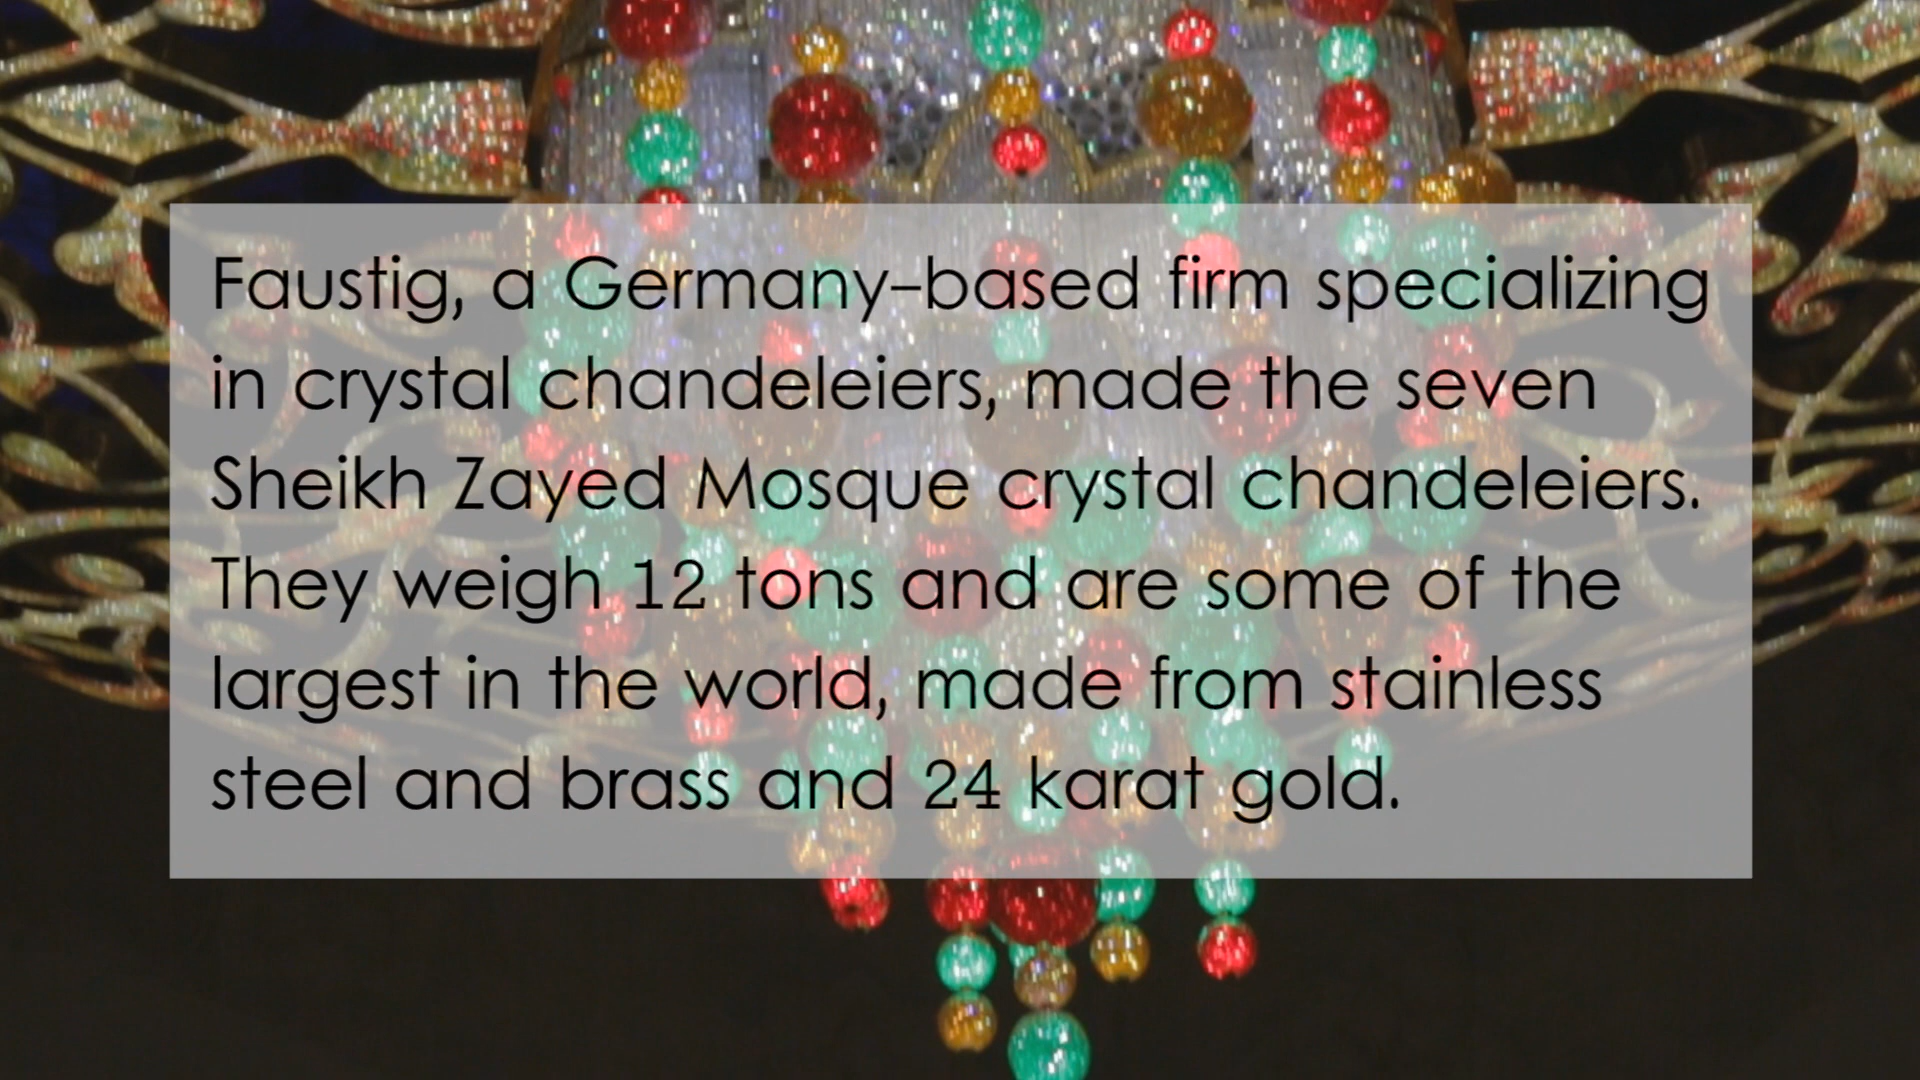 Faustig, a Germany-based firm specializing
in crystal chandeleiers, made the seven
Sheikh Zayed Mosque crystal chandeleiers.
They weigh 12 tons and are some of the
largest in the world, made from stainless
steel and brass and 24 karat gold.